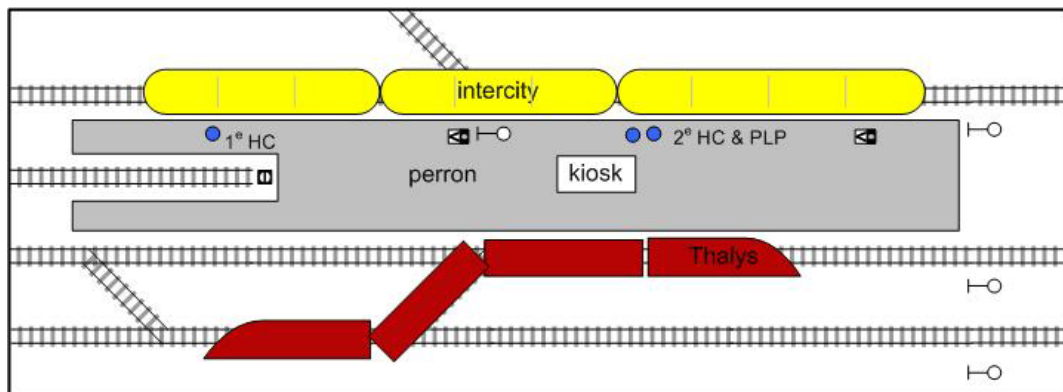 intercity
1e HC
2e HC & PLP
perron
kiosk
Thalys